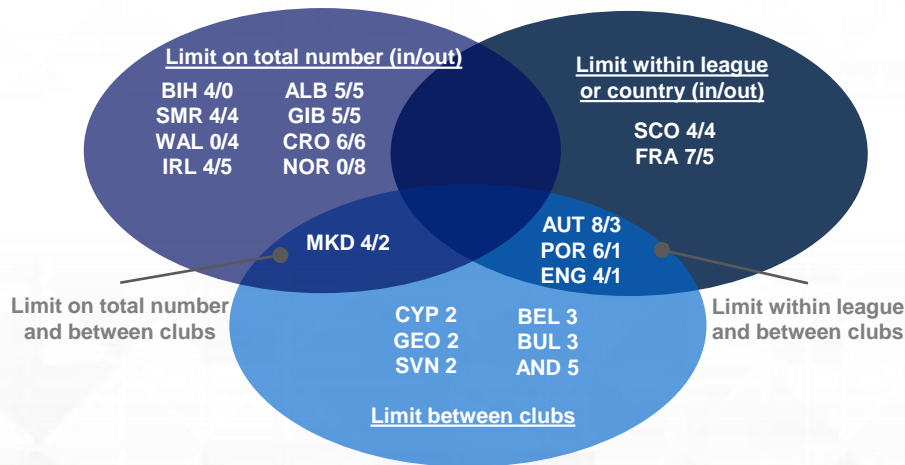 Limit on total number (in/out)
BIH 4/0 ALB 5/5
SMR 4/4 GIB 5/5
WAL 0/4 CRO 6/6
IRL 4/5 NOR 0/8
Limit within league
or country (in/out)
SCO 4/4
FRA 7/5
MKD 4/2
AUT 8/3
POR 6/1
ENG 4/1
Limit on total number
and between clubs
Limit within league
and between clubs
CYP 2 BEL 3
GEO 2 BUL 3
SVN 2 AND 5
Limit between clubs